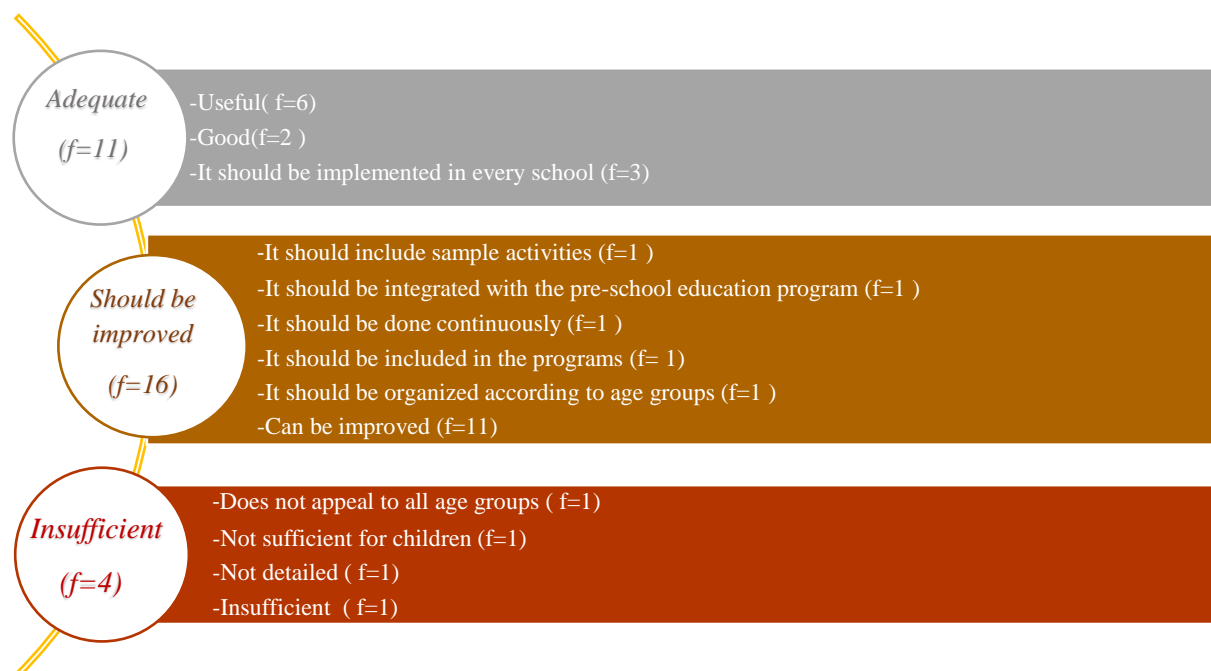 Adequate
(f=11)
-Useful( f=6)
-Good(f=2 )
-It should be implemented in every school (f=3)
Should be
improved
(f=16)
-It should include sample activities (f=1 )
-It should be integrated with the pre-school education program (f=1 )
-It should be done continuously (f=1 )
-It should be included in the programs (f= 1)
-It should be organized according to age groups (f=1 )
-Can be improved (f=11)
Insufficient
(f=4)
-Does not appeal to all age groups ( f=1)
-Not sufficient for children (f=1)
-Not detailed ( f=1)
-Insufficient  ( f=1)